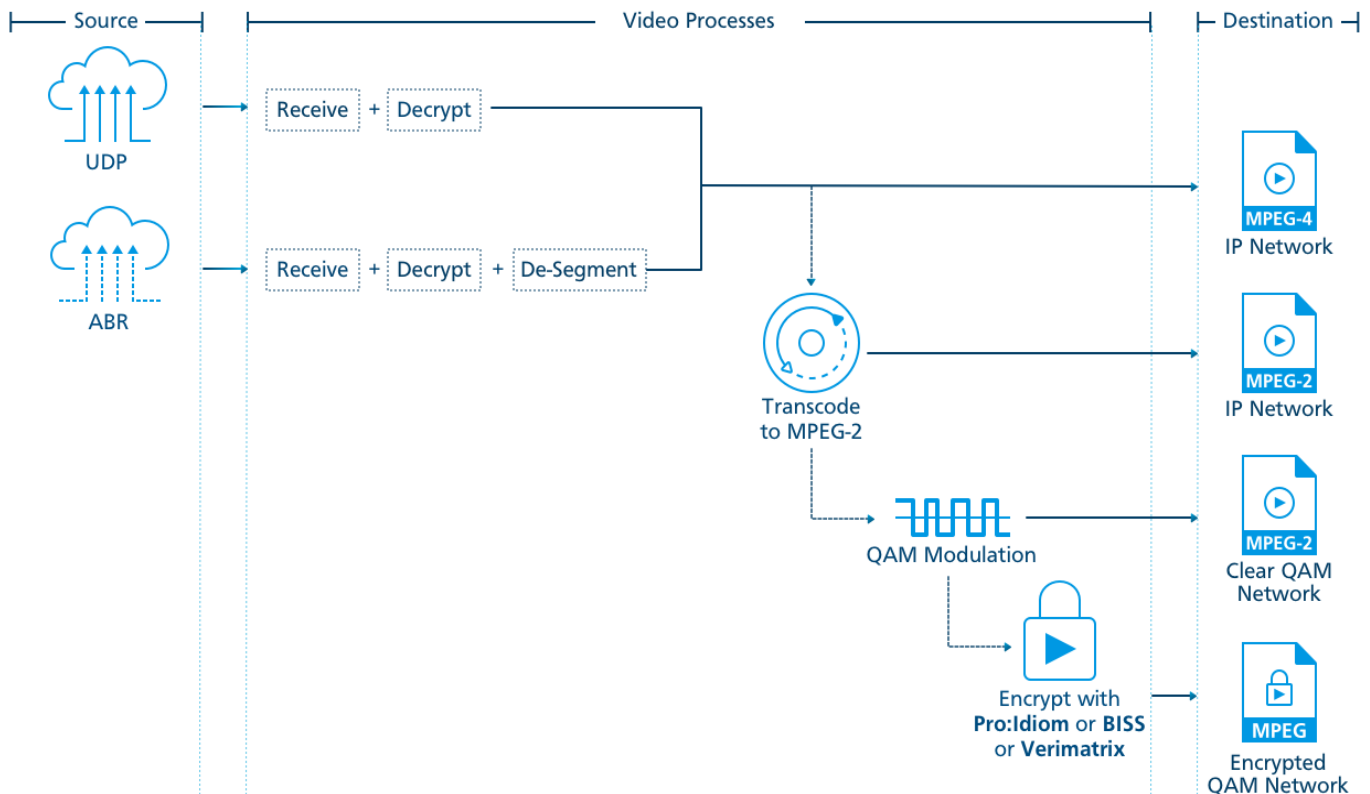 Source
Video Processes
Destination
UDP
Receive + Decrypt
MPEG-4
IP Network
ABR
Receive + Decrypt + De-Segment
Transcode
to MPEG-2
MPEG-2
IP Network
QAM Modulation
MPEG-2
Clear QAM
Network
Encrypt with
Pro:Idiom or BISS
or Verimatrix
MPEG
Encrypted
QAM Network